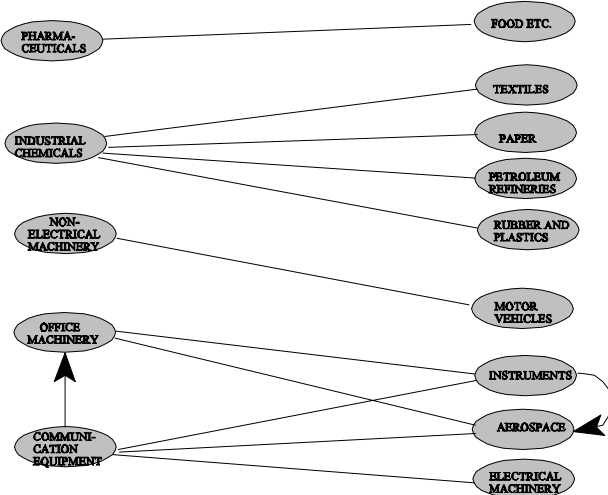 PHARMA-
CEUTICALS
FOOD ETC.
TEXTILES
INDUSTRIAL
CHEMICALS
PAPER
PETROLEUM
REFINERIES
NON-
ELECTRICAL
MACHINERY
RUBBER AND
PLASTICS
MOTOR
VEHICLES
OFFICE
MACHINERY
INSTRUMENTS
AEROSPACE
COMMUNI-
CATION
EQUIPMENT
ELECTRICAL
MACHINERY